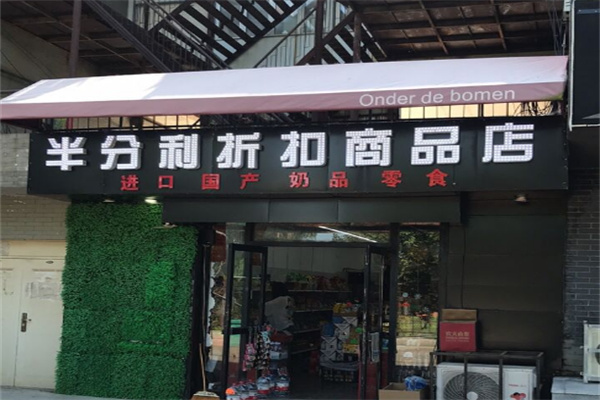 Onder de bomen
半分利折扣商品店
进口国产奶品零食